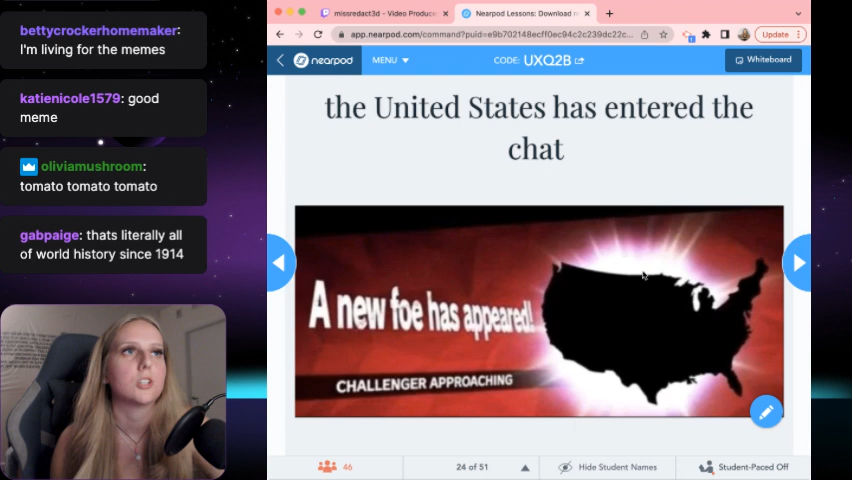 bettycrockerhomemaker:
I'm living for the memes
katienicole1579: good
meme
oliviamushroom:
tomato tomato tomato
gabpaige: thats literally all
of world history since 1914
missredact3d - Video Produce
Nearpod Lessons: Download r
app.nearpod.com/command?puid=e9b702148ecff0ec94c2c239dc22c...
Update
nearpod
MENU
CODE: UXQ2B
Whiteboard
the United States has entered the
chat
A new foe has appeared!
CHALLENGER APPROACHING
46
24 of 51
Hide Student Names
Student-Paced Off